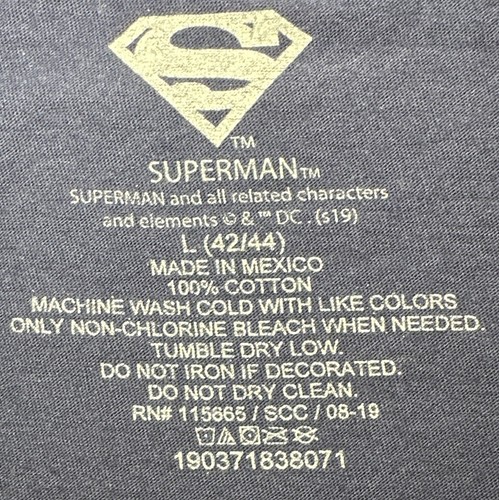 S
TM
SUPERMAN™
SUPERMAN and all related characters
and elements © & ™ DC . (s19)
L (42/44)
MADE IN MEXICO
100% COTTON
MACHINE WASH COLD WITH LIKE COLORS
ONLY NON-CHLORINE BLEACH WHEN NEEDED.
TUMBLE DRY LOW.
DO NOT IRON IF DECORATED.
DO NOT DRY CLEAN.
RN# 115665 / SCC / 08-19
190371838071